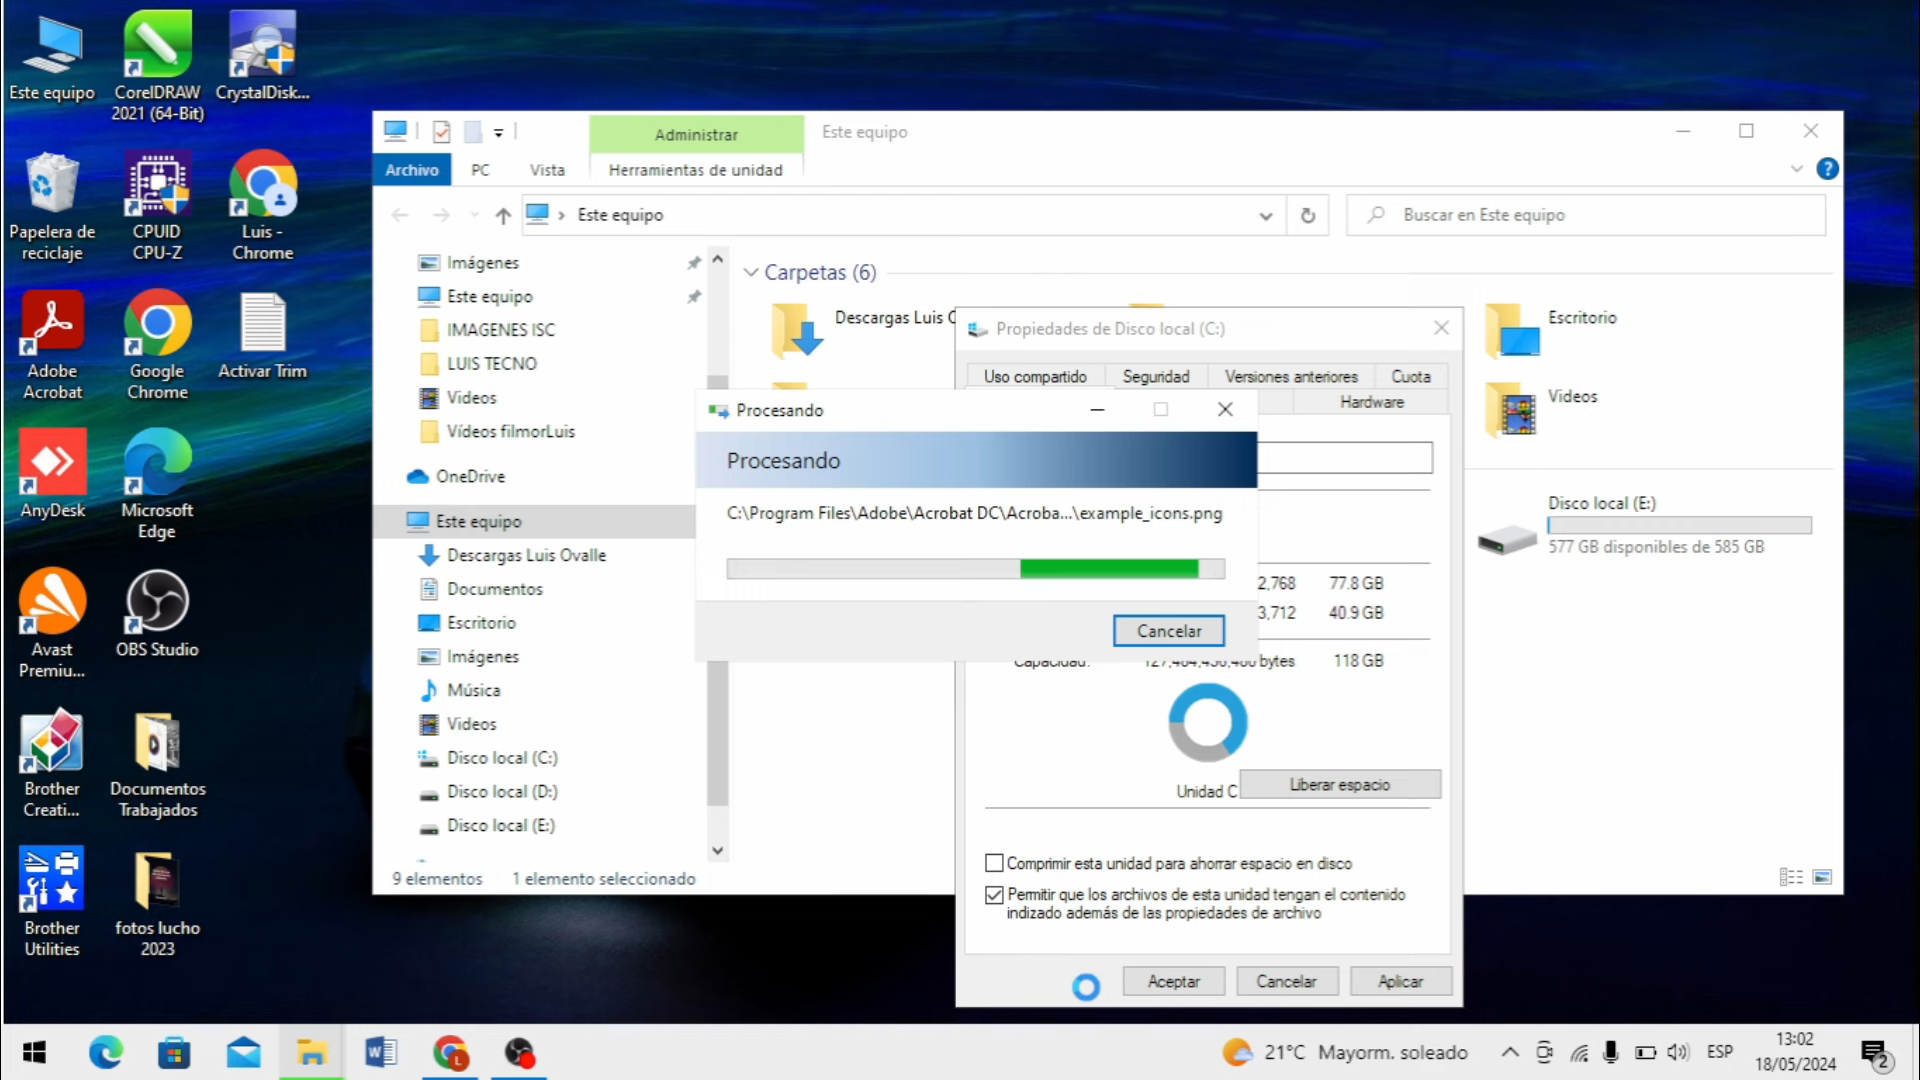 Este equipo
CorelDRAW
2021 (64-Bit)
CrystalDisk...
Papelera de
reciclaje
CPUID
CPU-Z
Luis -
Chrome
Adobe
Acrobat
Google
Chrome
Activar Trim
AnyDesk
Microsoft
Edge
Avast
Premiu...
OBS Studio
Brother
Creati...
Documentos
Trabajados
Brother
Utilities
fotos lucho
2023
Administrar
Este equipo
Archivo
PC
Vista
Herramientas de unidad
Este equipo
Buscar en Este equipo
Imágenes
Este equipo
IMAGENES ISC
LUIS TECNO
Videos
Vídeos filmorLuis
OneDrive
Este equipo
Descargas Luis Ovalle
Documentos
Escritorio
Imágenes
Música
Videos
Disco local (C:)
Disco local (D:)
Disco local (E:)
9 elementos
1 elemento seleccionado
Carpetas (6)
Descargas Luis
Escritorio
Videos
Disco local (E:)
577 GB disponibles de 585 GB
Propiedades de Disco local (C:)
Uso compartido
Seguridad
Versiones anteriores
Cuota
Hardware
Procesando
Procesando
C:\Program Files\Adobe\Acrobat DC\Acroba...\example_icons.png
Cancelar
2,768 77.8 GB
3,712 40.9 GB
Capacidad: bytes 118 GB
Unidad C
Liberar espacio
Comprimir esta unidad para ahorrar espacio en disco
Permitir que los archivos de esta unidad tengan el contenido
indizado además de las propiedades de archivo
Aceptar
Cancelar
Aplicar
21°C Mayorm. soleado
ESP
13:02
18/05/2024
2